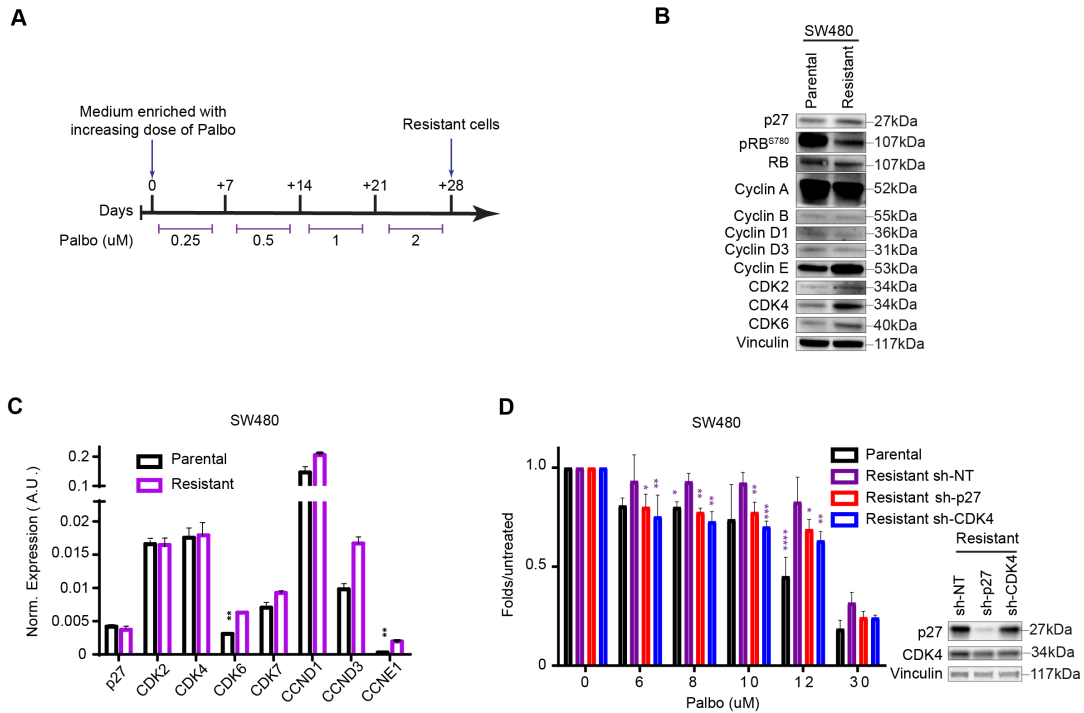 A
Medium enriched with
increasing dose of Palbo
Resistant cells
0 +7 +14 +21 +28
Days
Palbo (uM) 0.25 0.5 1 2
B
SW480
Parental Resistant
p27 27kDa
pRBS780 107kDa
RB 107kDa
Cyclin A 52kDa
Cyclin B 55kDa
Cyclin D1 36kDa
Cyclin D3 31kDa
Cyclin E 53kDa
CDK2 34kDa
CDK4 34kDa
CDK6 40kDa
Vinculin 117kDa
C
SW480
Norm. Expression ( A.U.)
0.2
0.1
0.02
0.015
0.01
0.005
0
Parental
Resistant
**
**
p27 CDK2 CDK4 CDK6 CDK7 CCND1 CCND3 CCNE1
D
SW480
Folds/untreated
1.0
0.5
0
Parental
Resistant sh-NT
Resistant sh-p27
Resistant sh-CDK4
* **
* ** **
** ***
**** * **
0 6 8 10 12 30
Palbo (uM)
Resistant
sh-NT sh-p27 sh-CDK4
p27 27kDa
CDK4 34kDa
Vinculin 117kDa